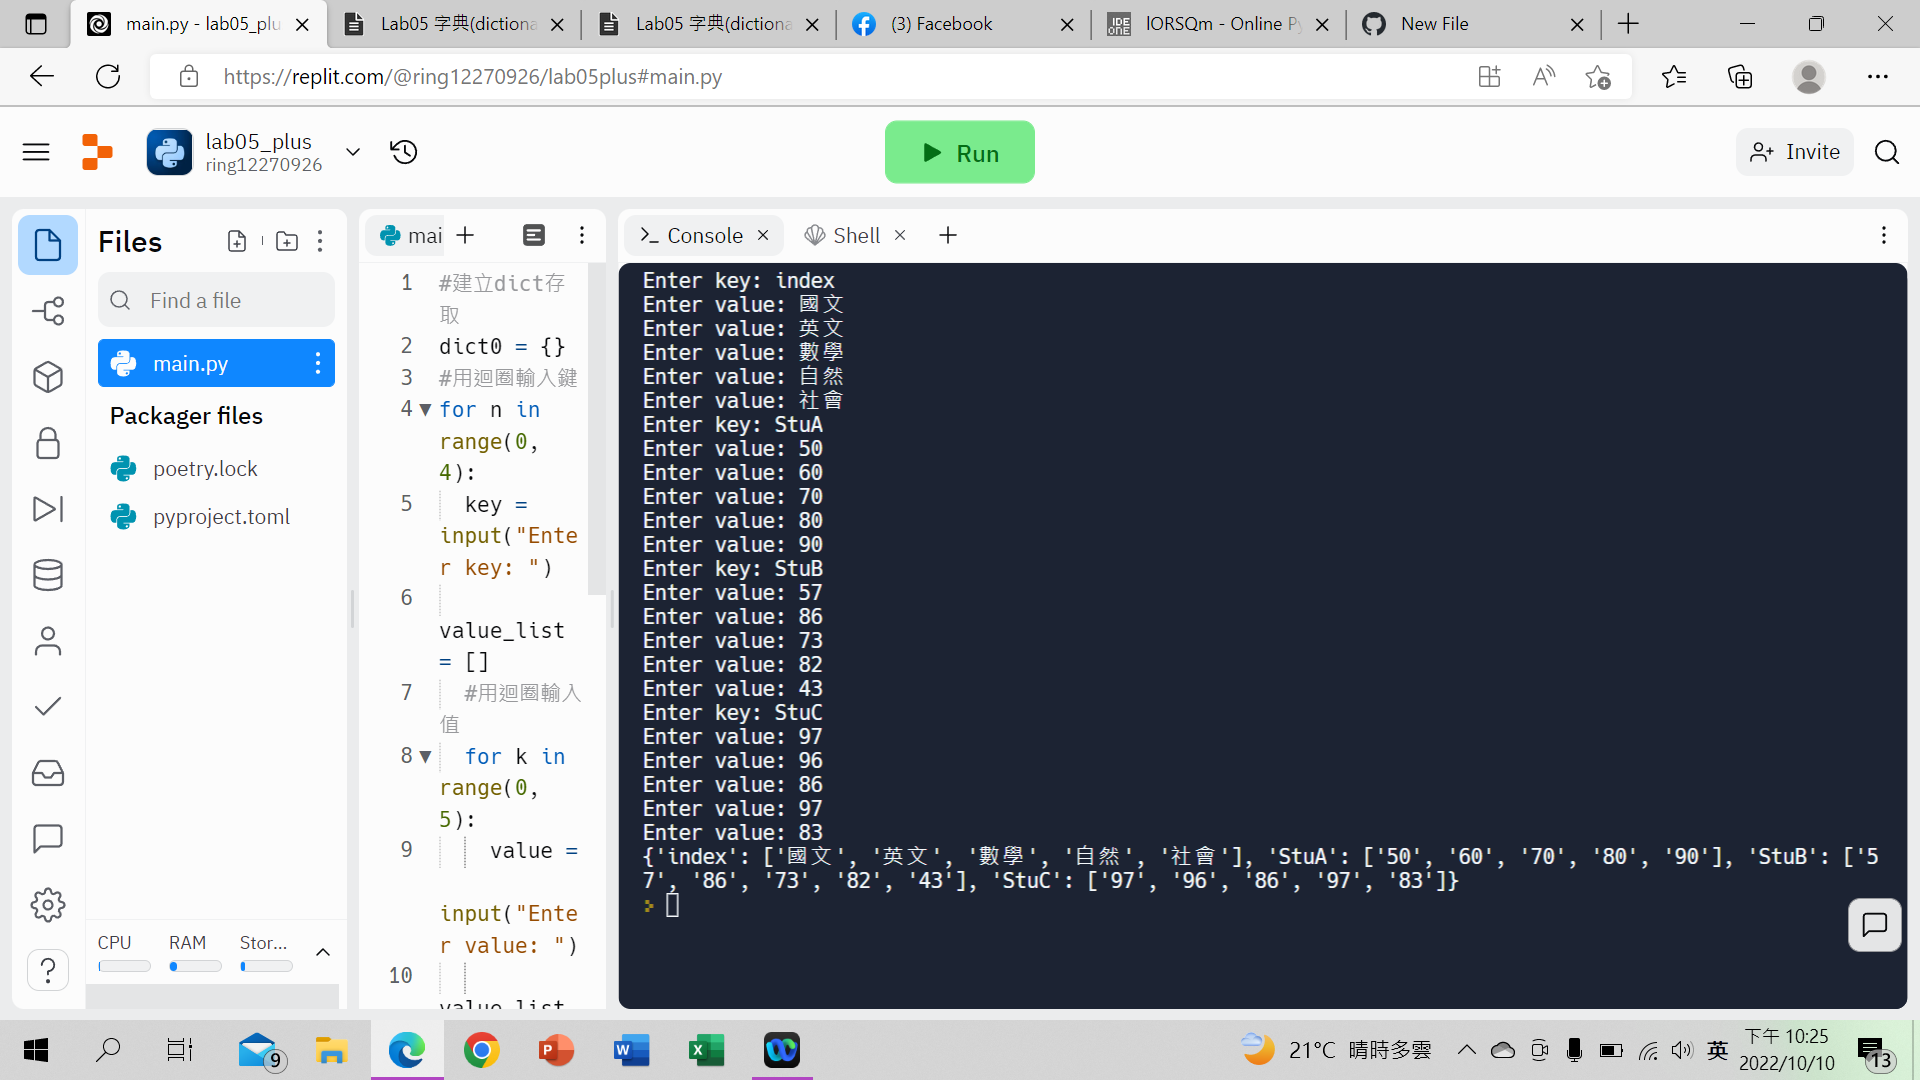 main.py - lab05_plu
Lab05 字典(dictiona
Lab05 字典(dictiona
(3) Facebook
IDE ONE
lORSQm - Online Py
New File
https://replit.com/@ring12270926/lab05plus#main.py
lab05_plus
ring12270926
Run
Invite
Files
Find a file
main.py
Packager files
poetry.lock
pyproject.toml
CPU RAM Stor...
mai
1 #建立dict存
取
2 dict0 = {}
3 #用迴圈輸入鍵
4 for n in
range(0,
4):
5 key =
input("Ente
r key: ")
6
value_list
= []
7 #用迴圈輸入
值
8 for k in
range(0,
5):
9 value =
input("Ente
r value: ")
10
value_list
Console
Shell
Enter key: index
Enter value: 國文
Enter value: 英文
Enter value: 數學
Enter value: 自然
Enter value: 社會
Enter key: StuA
Enter value: 50
Enter value: 60
Enter value: 70
Enter value: 80
Enter value: 90
Enter key: StuB
Enter value: 57
Enter value: 86
Enter value: 73
Enter value: 82
Enter value: 43
Enter key: StuC
Enter value: 97
Enter value: 96
Enter value: 86
Enter value: 97
Enter value: 83
{'index': ['國文', '英文', '數學', '自然', '社會'], 'StuA': ['50', '60', '70', '80', '90'], 'StuB': ['5
7', '86', '73', '82', '43'], 'StuC': ['97', '96', '86', '97', '83']}
9
P
W
X
21°C 晴時多雲
英
下午 10:25
2022/10/10
13